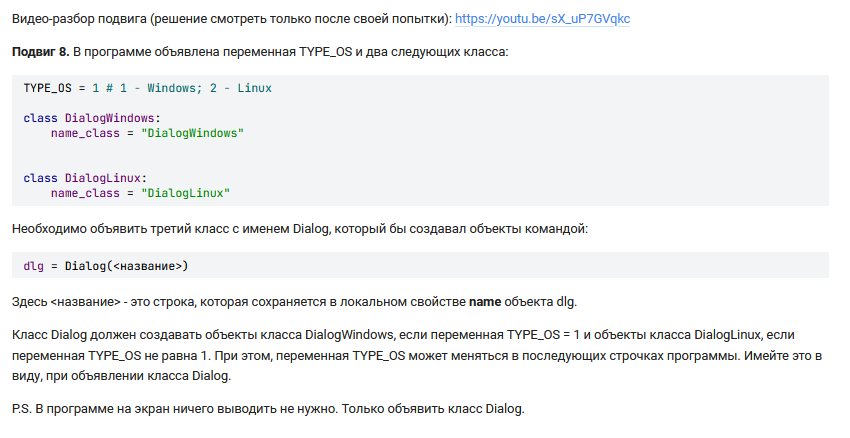 Видео-разбор подвига (решение смотреть только после своей попытки): https://youtu.be/sX_uP7GVqkc
Подвиг 8. В программе объявлена переменная TYPE_OS и два следующих класса:
TYPE_OS = 1 # 1 - Windows; 2 - Linux
class DialogWindows:
    name_class = "DialogWindows"
class DialogLinux:
    name_class = "DialogLinux"
Необходимо объявить третий класс с именем Dialog, который бы создавал объекты командой:
dlg = Dialog(<название>)
Здесь <название> - это строка, которая сохраняется в локальном свойстве name объекта dlg.
Класс Dialog должен создавать объекты класса DialogWindows, если переменная TYPE_OS = 1 и объекты класса DialogLinux, если
переменная TYPE_OS не равна 1. При этом, переменная TYPE_OS может меняться в последующих строчках программы. Имейте это в
виду, при объявлении класса Dialog.
P.S. В программе на экран ничего выводить не нужно. Только объявить класс Dialog.